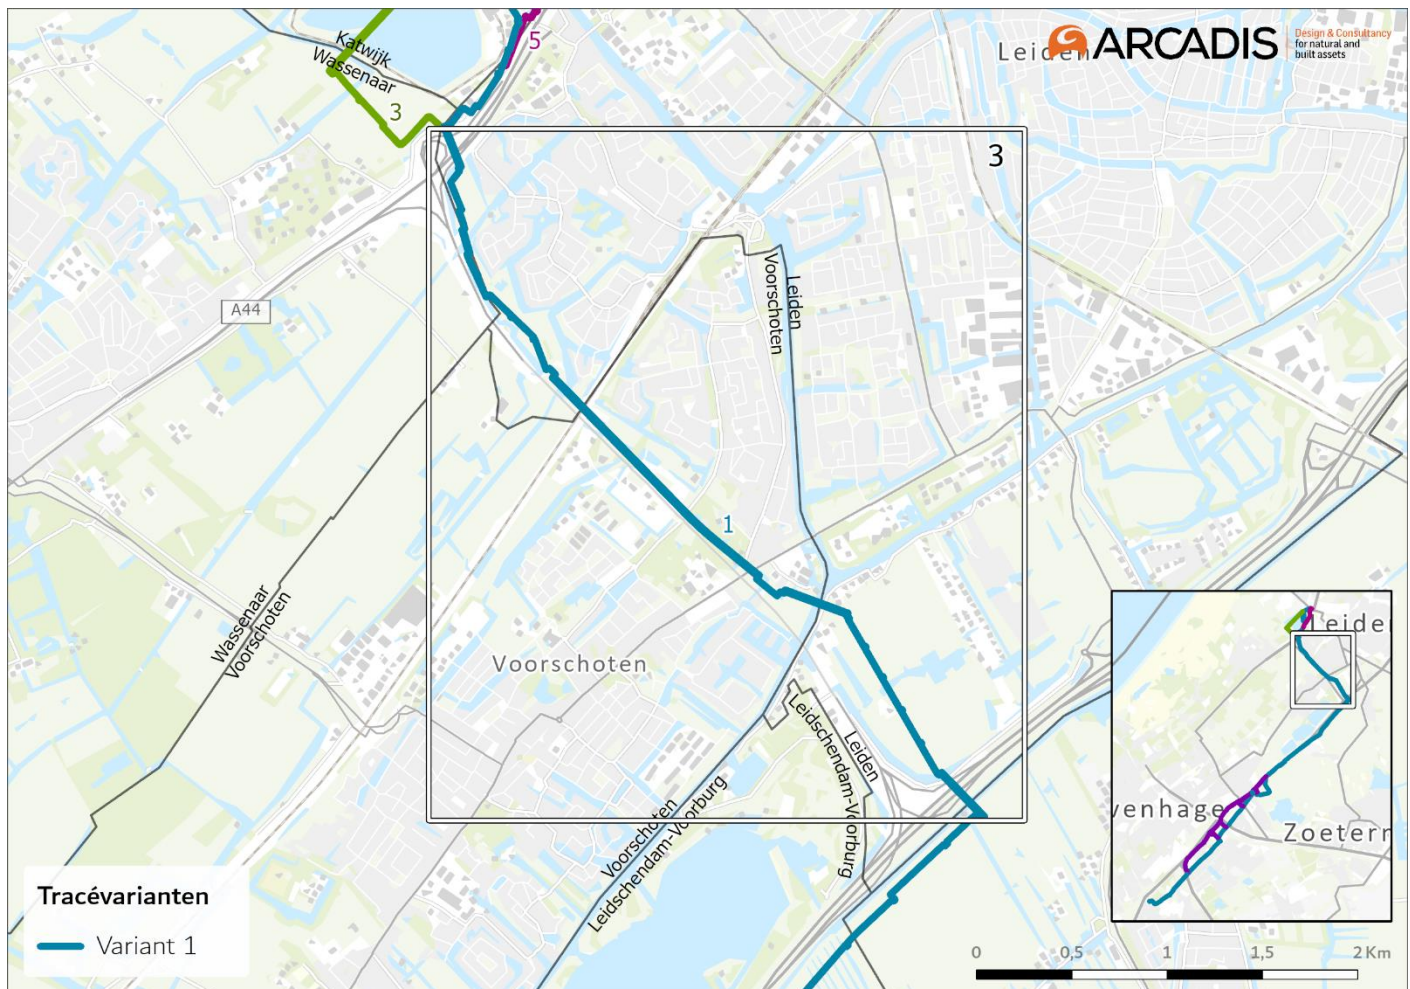 Katwijk
Wassenaar
5
Leiden
ARCADIS
Design & Consultancy
for natural and
built assets
3
3
A44
Leiden
Voorschoten
1
Wassenaar
Voorschoten
Voorschoten
Leiden
Leidschendam-Voorburg
Voorschoten
Leidschendam-Voorburg
Leiden
venhage
Zoeterm
Tracévarianten
Variant 1
0 0,5 1 1,5 2 Km